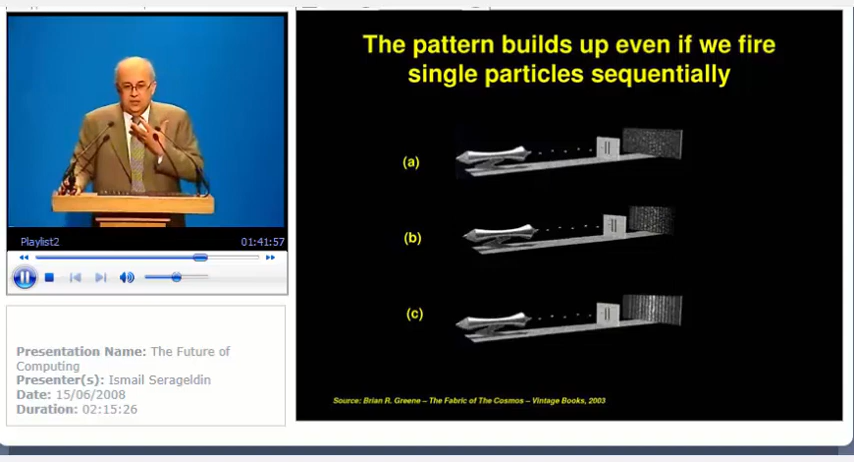 The pattern builds up even if we fire
single particles sequentially
(a)
(b)
(c)
Source: Brian R. Greene – The Fabric of The Cosmos – Vintage Books, 2003
Playlist2
01:41:57
Presentation Name: The Future of
Computing
Presenter(s): Ismail Serageldin
Date: 15/06/2008
Duration: 02:15:26